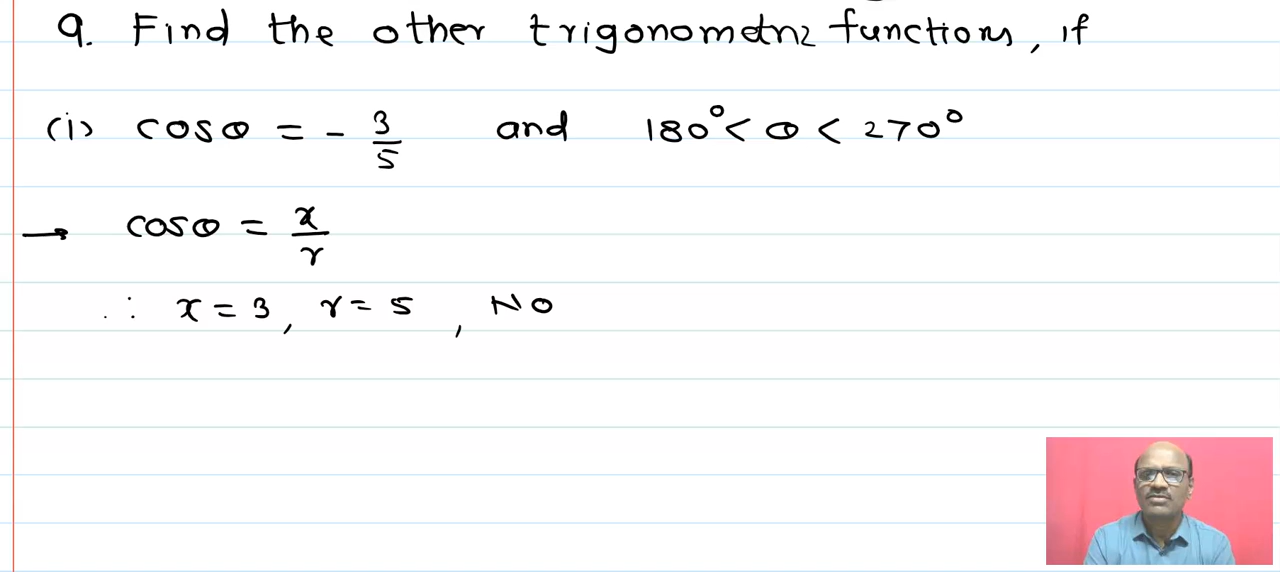 9. Find the other trigonometric functions, if
(i) cosθ = - 3/5 and 180° < θ < 270°
→ cosθ = x/r
∴ x = 3, r = 5, No